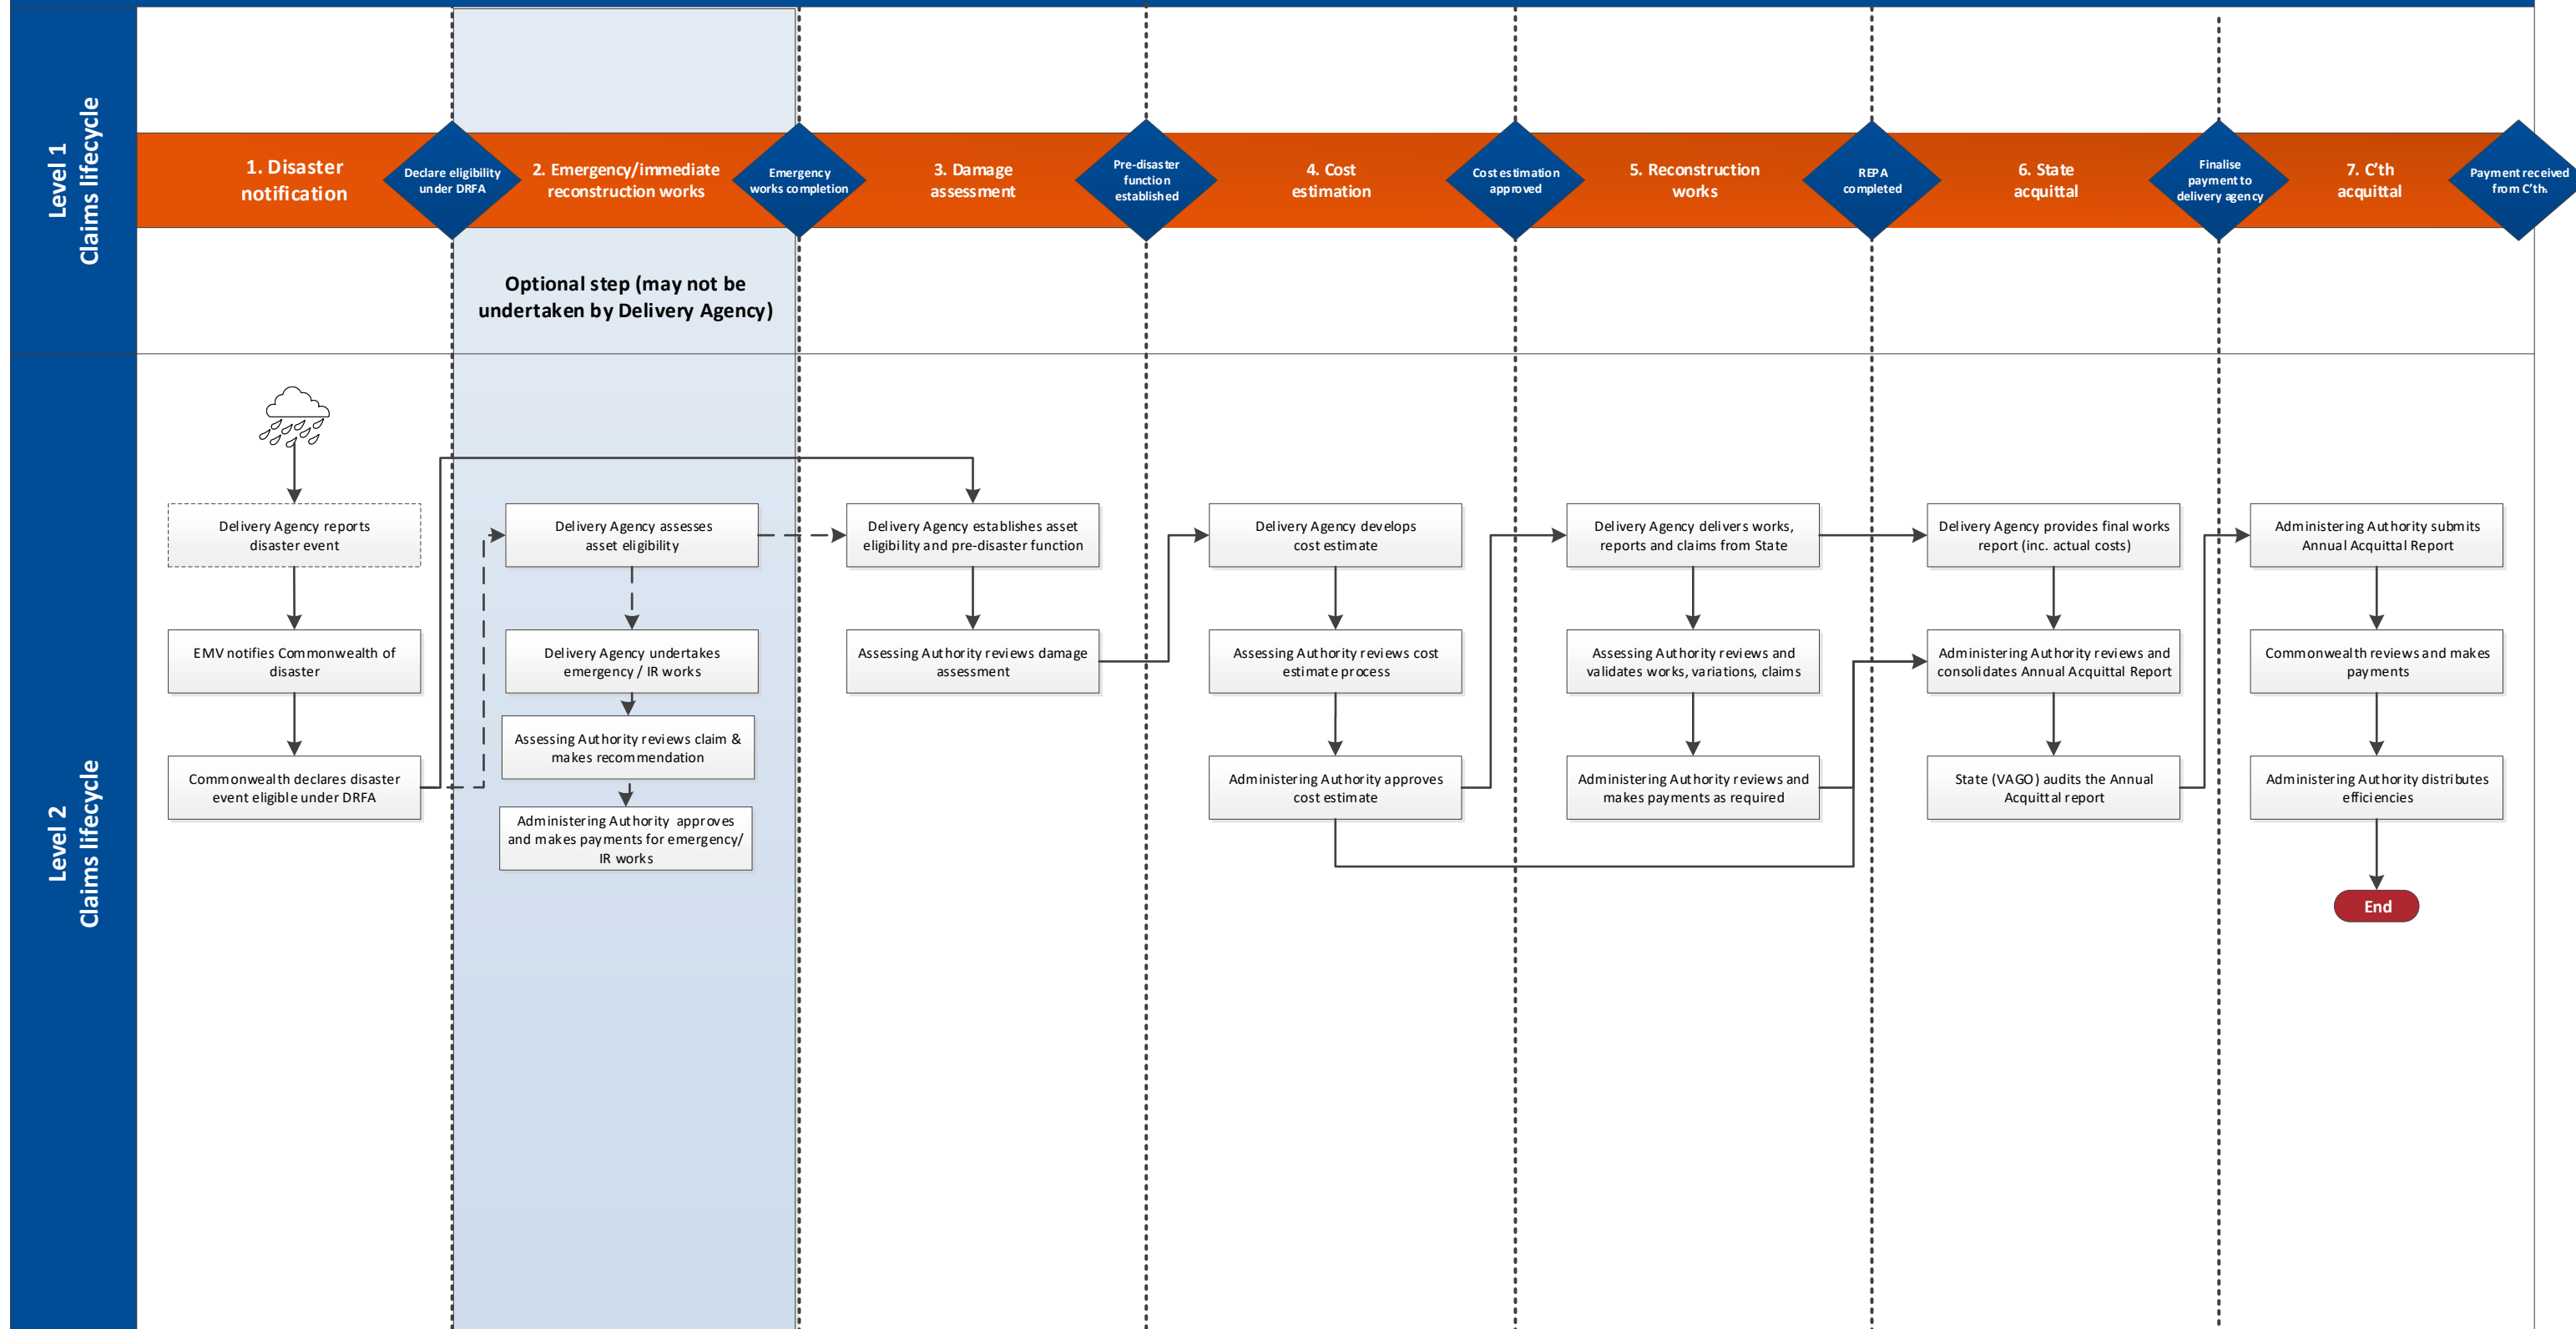 Level 1
Claims lifecycle
1. Disaster
notification
Declare eligibility
under DRFA
2. Emergency/immediate
reconstruction works
Emergency
works completion
3. Damage
assessment
Pre-disaster
function
established
4. Cost
estimation
Cost estimation
approved
5. Reconstruction
works
REPA
completed
6. State
acquittal
Finalise
payment to
delivery agency
7. C'th
acquittal
Payment received
from C'th.
Optional step (may not be
undertaken by Delivery Agency)
Level 2
Claims lifecycle
Delivery Agency reports
disaster event
EMV notifies Commonwealth of
disaster
Commonwealth declares disaster
event eligible under DRFA
Delivery Agency assesses
asset eligibility
Delivery Agency undertakes
emergency / IR works
Assessing Authority reviews claim &
makes recommendation
Administering Authority approves
and makes payments for emergency/
IR works
Delivery Agency establishes asset
eligibility and pre-disaster function
Assessing Authority reviews damage
assessment
Delivery Agency develops
cost estimate
Assessing Authority reviews cost
estimate process
Administering Authority approves
cost estimate
Delivery Agency delivers works,
reports and claims from State
Assessing Authority reviews and
validates works, variations, claims
Administering Authority reviews and
makes payments as required
Delivery Agency provides final works
report (inc. actual costs)
Administering Authority reviews and
consolidates Annual Acquittal Report
State (VAGO) audits the Annual
Acquittal report
Administering Authority submits
Annual Acquittal Report
Commonwealth reviews and makes
payments
Administering Authority distributes
efficiencies
End